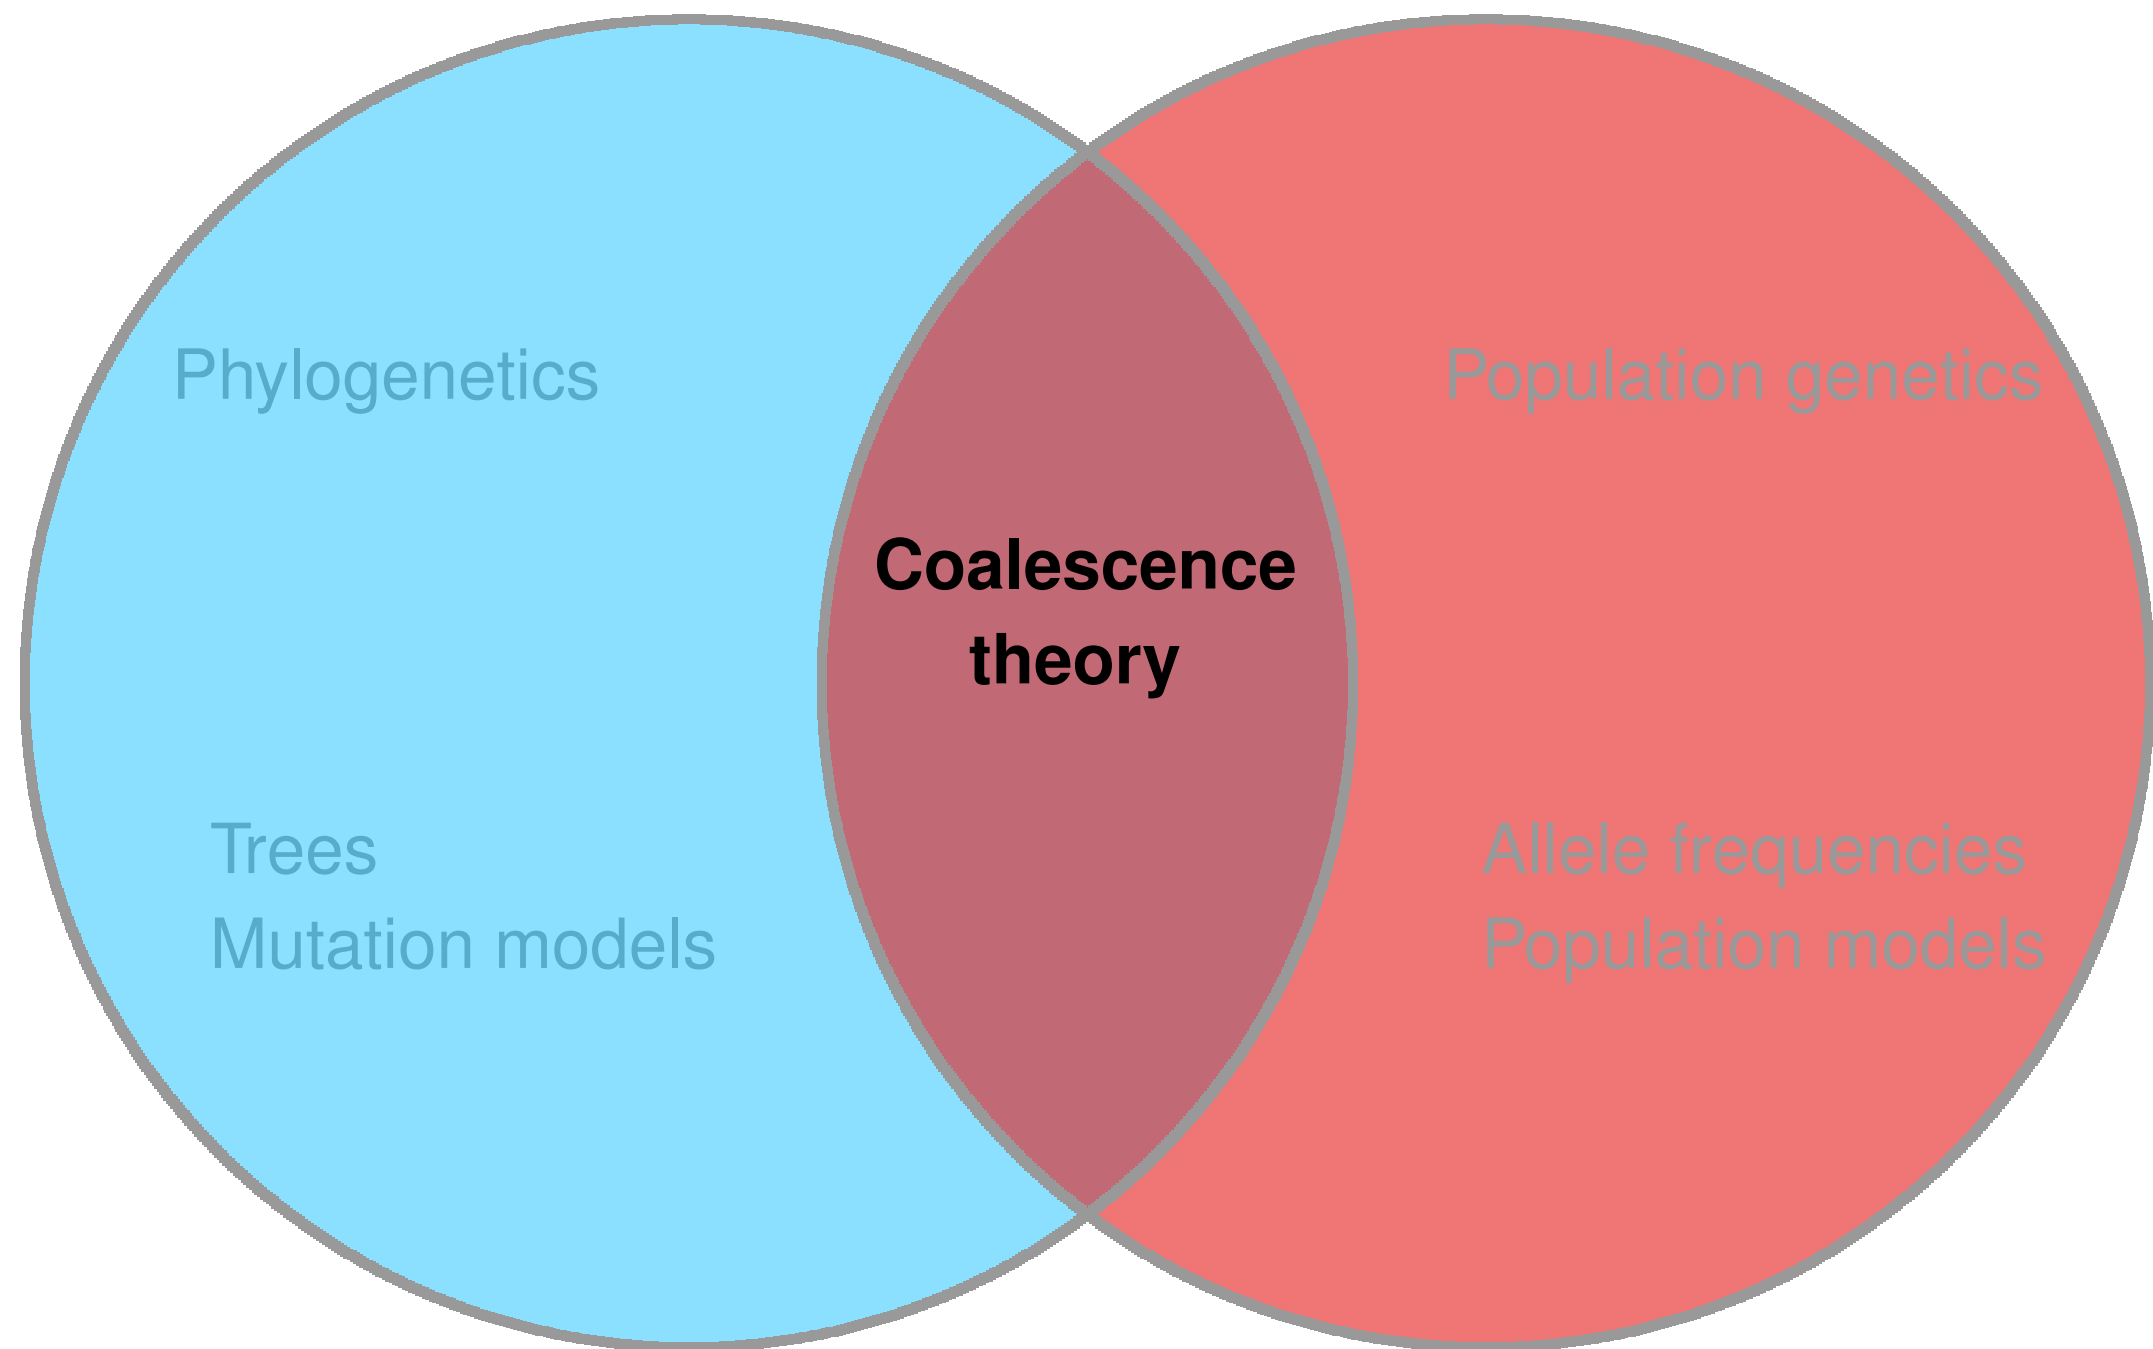 Phylogenetics
Population genetics
Coalescence
theory
Trees
Mutation models
Allele frequencies
Population models